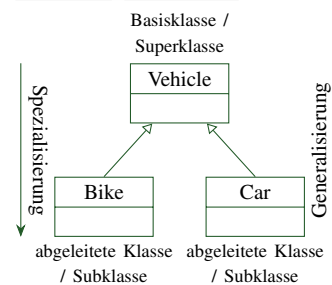 Basisklasse /
Superklasse
Vehicle
Spezialisierung
Generalisierung
Bike
Car
abgeleitete Klasse
/ Subklasse
abgeleitete Klasse
/ Subklasse